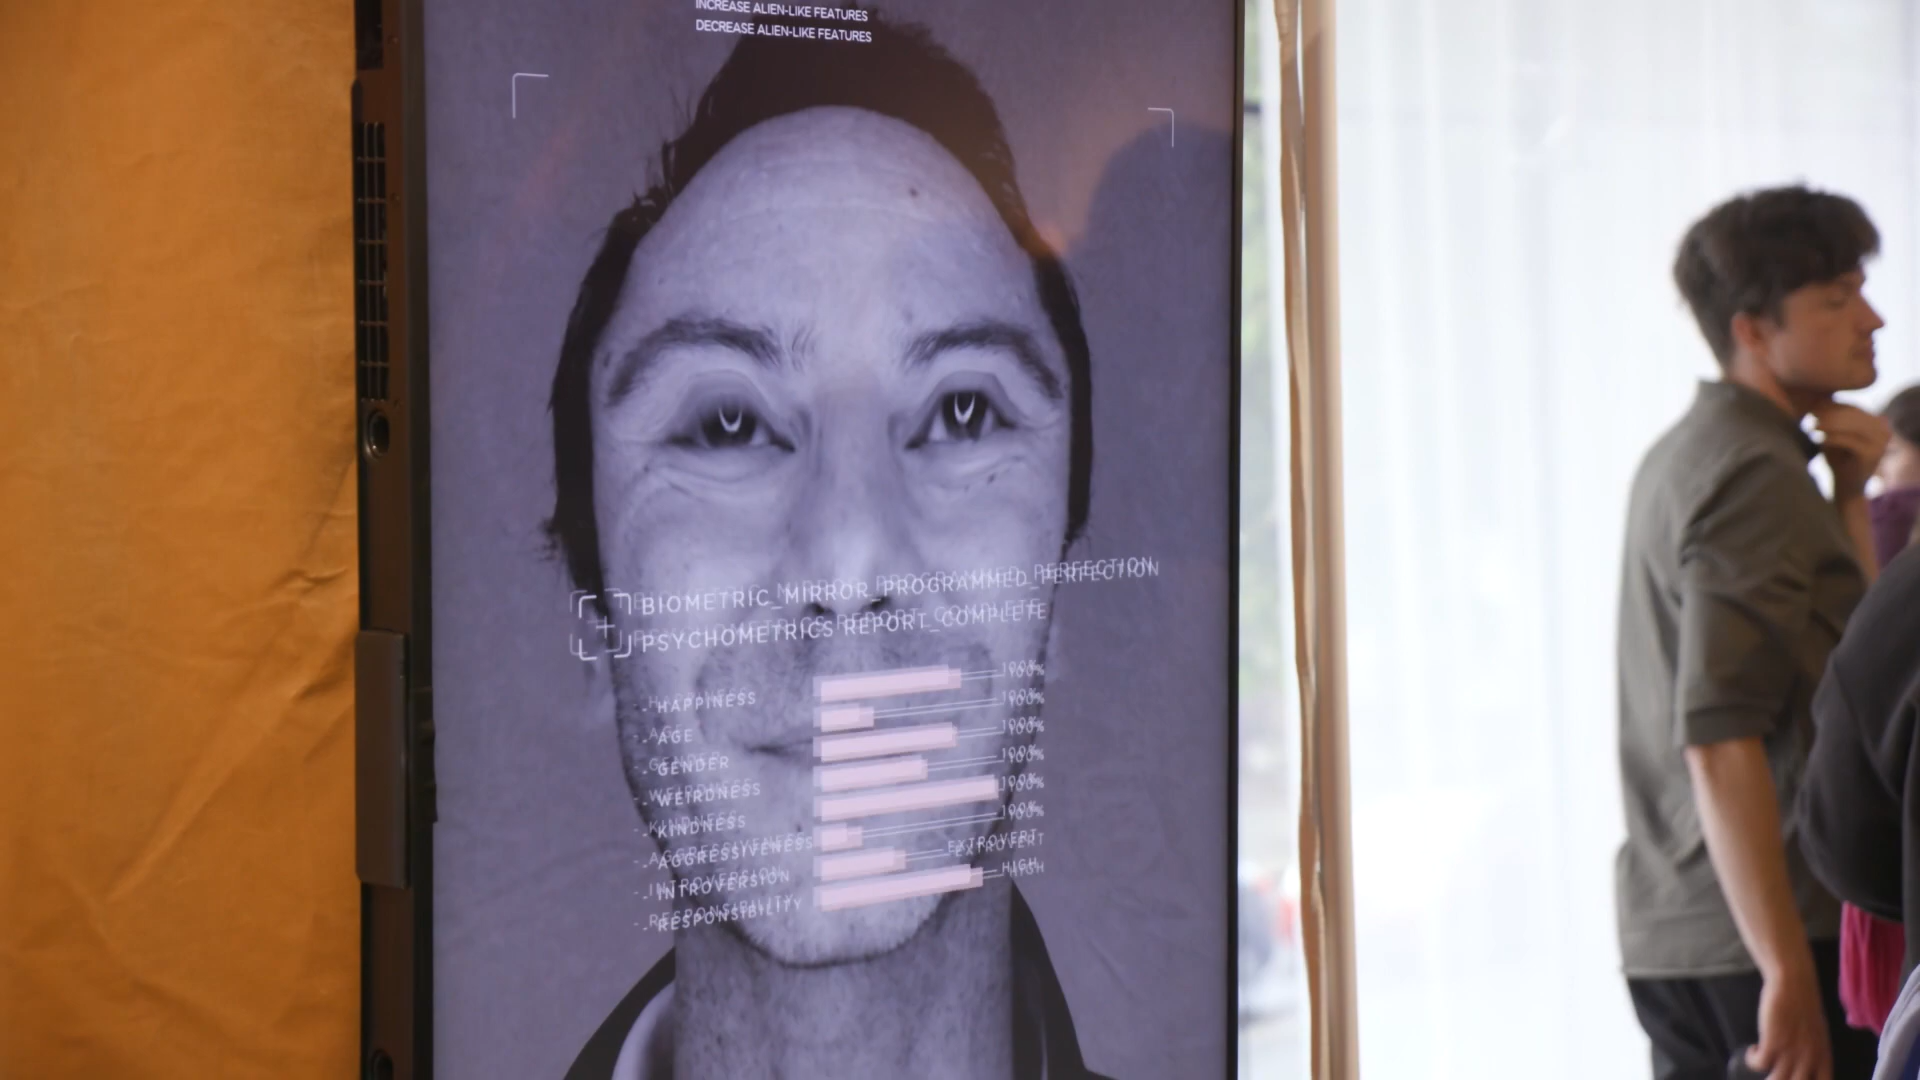 INCREASE ALIEN-LIKE FEATURES
DECREASE ALIEN-LIKE FEATURES
BIOMETRIC_MIRROR_PROGRAMMED_PERFECTION
PSYCHOMETRICS REPORT_COMPLETE
- HAPPINESS 100%
- AGE 100%
- GENDER 100%
- WEIRDNESS 100%
- KINDNESS 100%
- AGGRESSIVENESS 100%
- INTROVERSION EXTROVERT
- RESPONSIBILITY HIGH